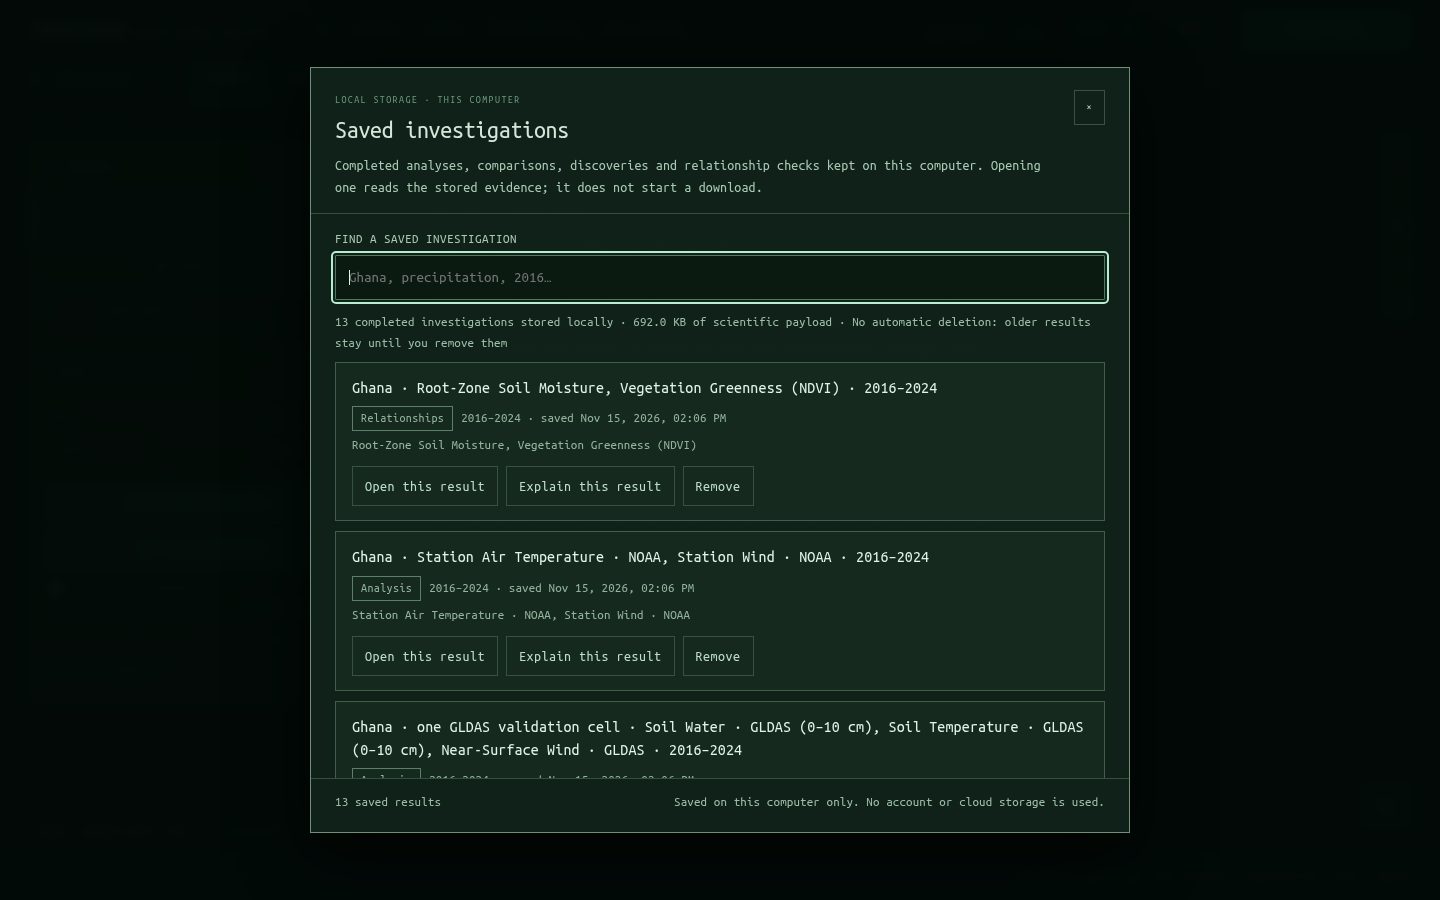 LOCAL STORAGE · THIS COMPUTER
×
Saved investigations
Completed analyses, comparisons, discoveries and relationship checks kept on this computer. Opening
one reads the stored evidence; it does not start a download.
FIND A SAVED INVESTIGATION
Ghana, precipitation, 2016…
13 completed investigations stored locally · 692.0 KB of scientific payload · No automatic deletion: older results
stay until you remove them
Ghana · Root-Zone Soil Moisture, Vegetation Greenness (NDVI) · 2016–2024
Relationships 2016–2024 · saved Nov 15, 2026, 02:06 PM
Root-Zone Soil Moisture, Vegetation Greenness (NDVI)
Open this result Explain this result Remove
Ghana · Station Air Temperature · NOAA, Station Wind · NOAA · 2016–2024
Analysis 2016–2024 · saved Nov 15, 2026, 02:06 PM
Station Air Temperature · NOAA, Station Wind · NOAA
Open this result Explain this result Remove
Ghana · one GLDAS validation cell · Soil Water · GLDAS (0–10 cm), Soil Temperature · GLDAS
(0–10 cm), Near-Surface Wind · GLDAS · 2016–2024
13 saved results
Saved on this computer only. No account or cloud storage is used.